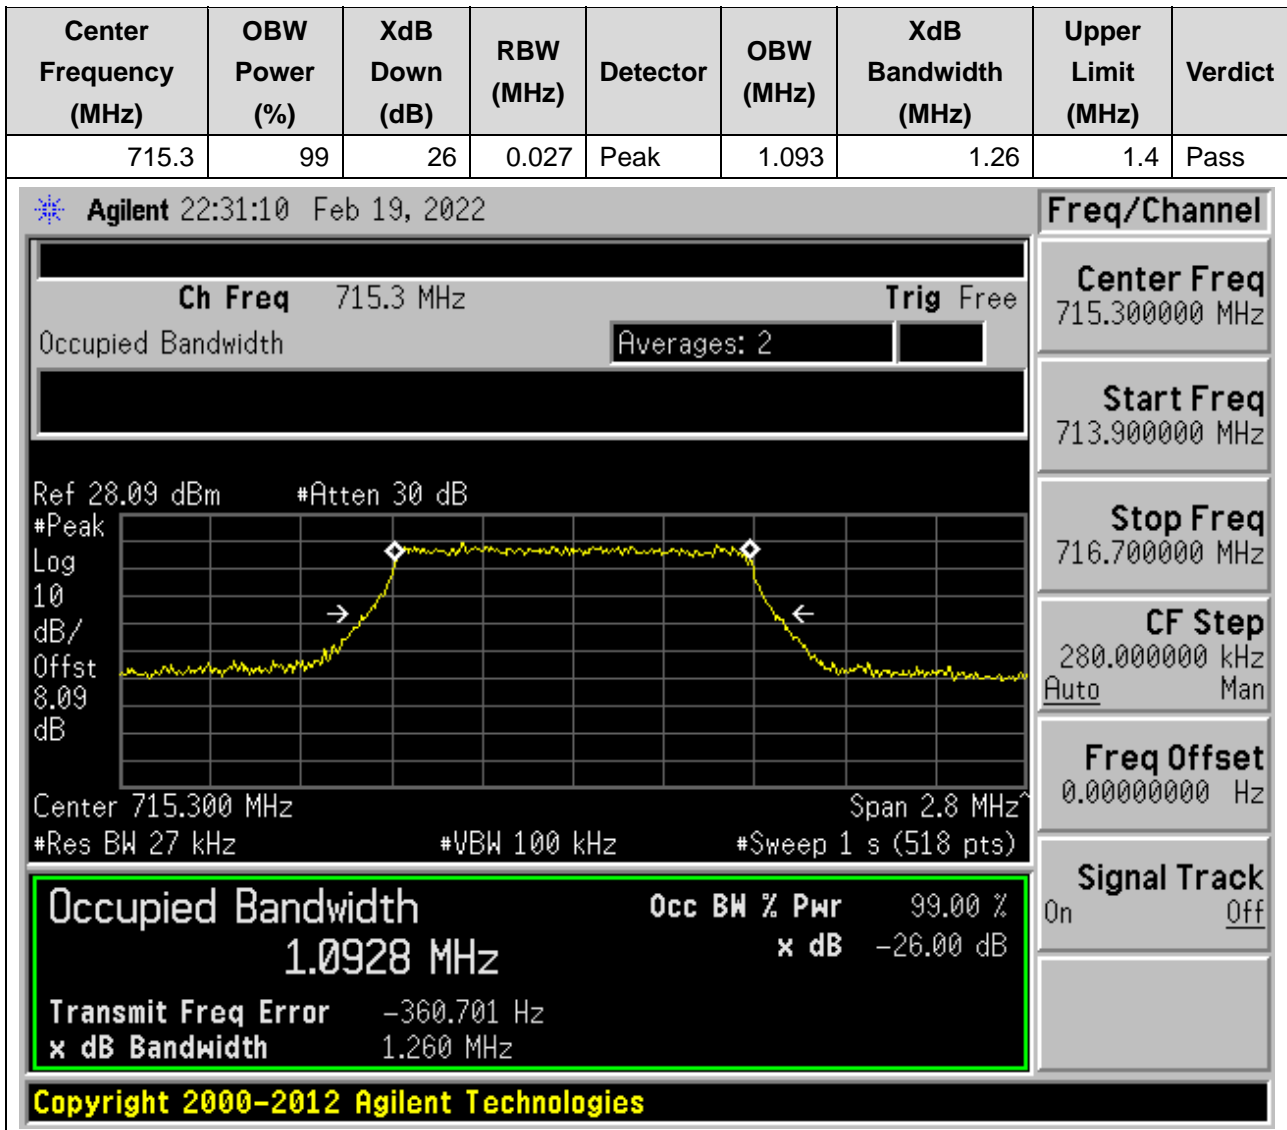 Center Frequency (MHz) OBW Power (%) XdB Down (dB) RBW (MHz) Detector OBW (MHz) XdB Bandwidth (MHz) Upper Limit (MHz) Verdict
715.3 99 26 0.027 Peak 1.093 1.26 1.4 Pass
Agilent 22:31:10 Feb 19, 2022
Freq/Channel
Ch Freq 715.3 MHz Trig Free
Occupied Bandwidth Averages: 2
Ref 28.09 dBm #Atten 30 dB
#Peak
Log
10
dB/
Offst
8.09
dB
Center 715.300 MHz Span 2.8 MHz^
#Res BW 27 kHz #VBW 100 kHz #Sweep 1 s (518 pts)
Occupied Bandwidth Occ BW % Pwr 99.00 %
1.0928 MHz x dB -26.00 dB
Transmit Freq Error -360.701 Hz
x dB Bandwidth 1.260 MHz
Copyright 2000-2012 Agilent Technologies
Center Freq
715.300000 MHz
Start Freq
713.900000 MHz
Stop Freq
716.700000 MHz
CF Step
280.000000 kHz
Auto Man
Freq Offset
0.00000000 Hz
Signal Track
On Off